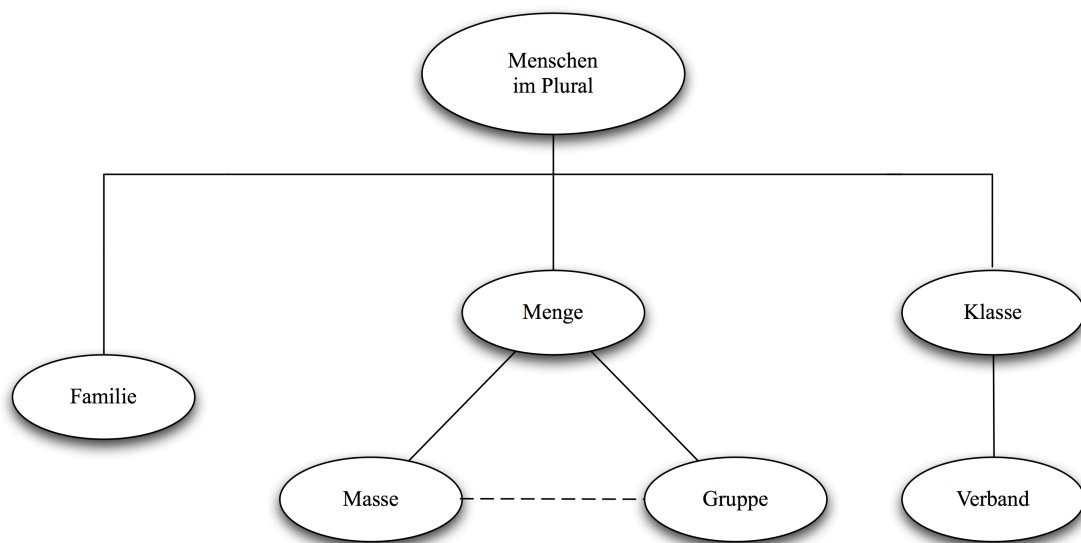 Menschen
im Plural
Menge
Klasse
Familie
Masse
Gruppe
Verband